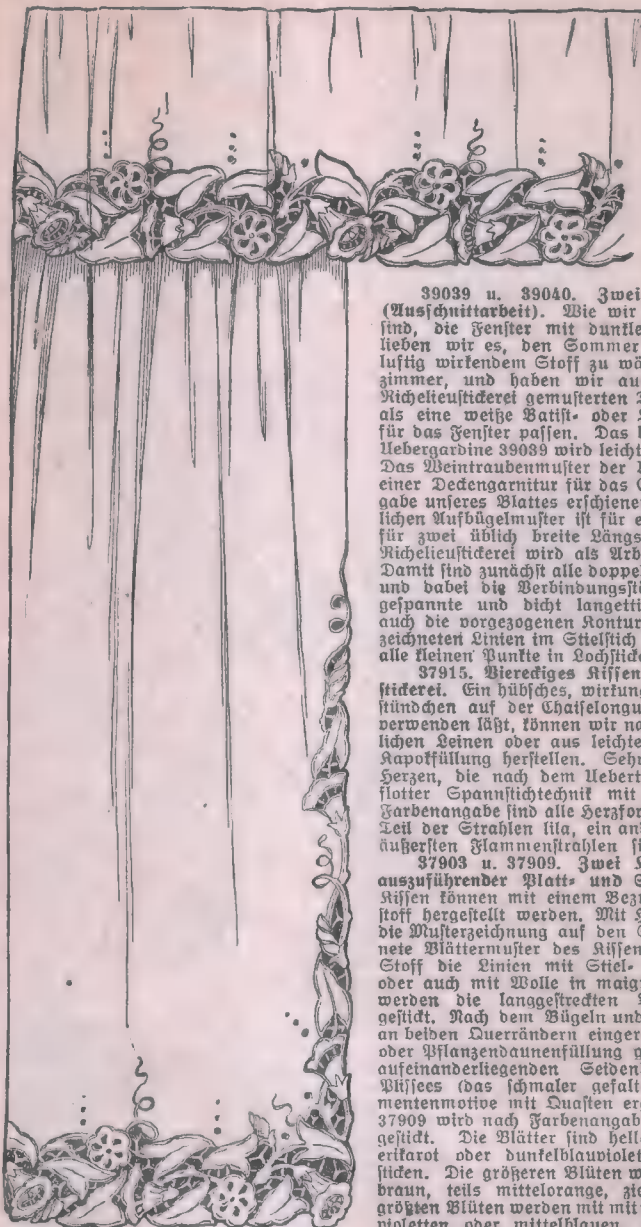 39039 u. 39040. Zwei
(Ausschnittarbeit). Wie wir
sind, die Fenster mit dunkle
lieben wir es, den Sommer
luftig wirkendem Stoff zu wä
zimmer, und haben wir au
Richelieustickerei gemusterten
als eine weiße Batist- oder
für das Fenster passen. Das
Uebergardine 39039 wird leicht
Das Weintraubenmuster der
einer Deckengarnitur für das
gabe unseres Blattes erschiene
lichen Aufbügelmuster ist für e
für zwei üblich breite Längs
Richelieustickerei wird als Arb
Damit sind zunächst alle doppe
und dabei die Verbindungsst
gespannte und dicht langetti
auch die vorgezogenen Kontur
zeichneten Linien im Stielstich
alle kleinen Punkte in Lochstick
37915. Viereckiges Kissen
stickerei. Ein hübsches, wirkung
stündchen auf der Chaiselongu
verwenden läßt, können wir na
lichen Leinen oder aus leichte
Kapokfüllung herstellen. Sehr
Herzen, die nach dem Uebert
flotter Spannstichtechnik mit
Farbenangabe sind alle Herzfor
Teil der Strahlen lila, ein an
äußersten Flammenstrahlen si
37903 u. 37909. Zwei
auszuführender Platt- und S
Kissen können mit einem Bez
stoff hergestellt werden. Mit
die Musterzeichnung auf den
nete Blättermuster des Kissen
Stoff die Linien mit Stiel-
oder auch mit Wolle in maig
werden die langgestreckten
gestickt. Nach dem Bügeln und
an beiden Querrändern einger
oder Pflanzendaunenfüllung g
aufeinanderliegenden Seiden
Plissees (das schmaler gefalt
mentenmotive mit Quasten er
37909 wird nach Farbenangab
gestickt. Die Blätter sind hell
erikarot oder dunkelblauviolet
sticken. Die größeren Blüten w
braun, teils mittelorange, zie
größten Blüten werden mit mit
violetten oder mittelblauen